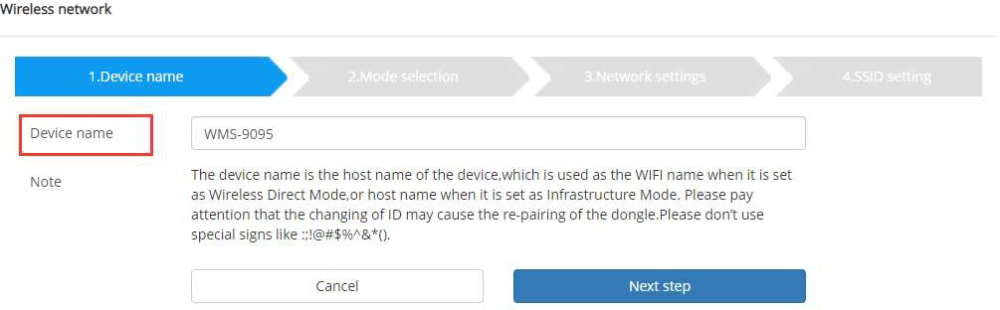 Wireless network
1.Device name
2.Mode selection
3.Network settings
4.SSID setting
Device name
WMS-9095
Note
The device name is the host name of the device,which is used as the WIFI name when it is set
as Wireless Direct Mode,or host name when it is set as Infrastructure Mode. Please pay
attention that the changing of ID may cause the re-pairing of the dongle.Please don’t use
special signs like :;!@#$%^&*().
Cancel
Next step